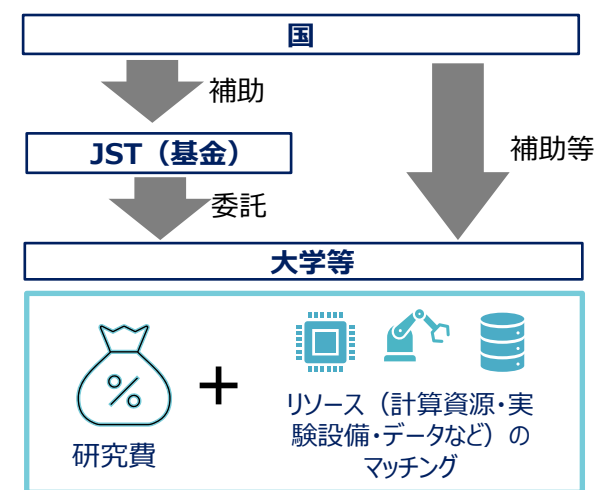 国
補助
JST（基金）
補助等
委託
大学等
%
+
研究費
リソース（計算資源・実
験設備・データなど）の
マッチング